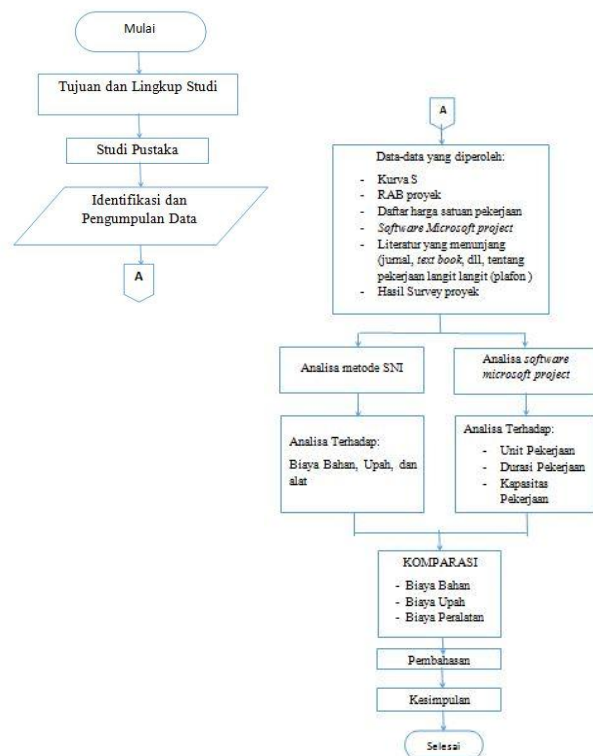 Mulai
Tujuan dan Lingkup Studi
Studi Pustaka
Identifikasi dan
Pengumpulan Data
A
A
Data-data yang diperoleh:
- Kurva S
- RAB proyek
- Daftar harga satuan pekerjaan
- Software Microsoft project
- Literatur yang menunjang
(jurnal, text book, dll, tentang
pekerjaan langit langit (plafon )
- Hasil Survey proyek
Analisa metode SNI
Analisa software
microsoft project
Analisa Terhadap:
Biaya Bahan, Upah, dan
alat
Analisa Terhadap:
- Unit Pekerjaan
- Durasi Pekerjaan
- Kapasitas
Pekerjaan
KOMPARASI
- Biaya Bahan
- Biaya Upah
- Biaya Peralatan
Pembahasan
Kesimpulan
Selesai